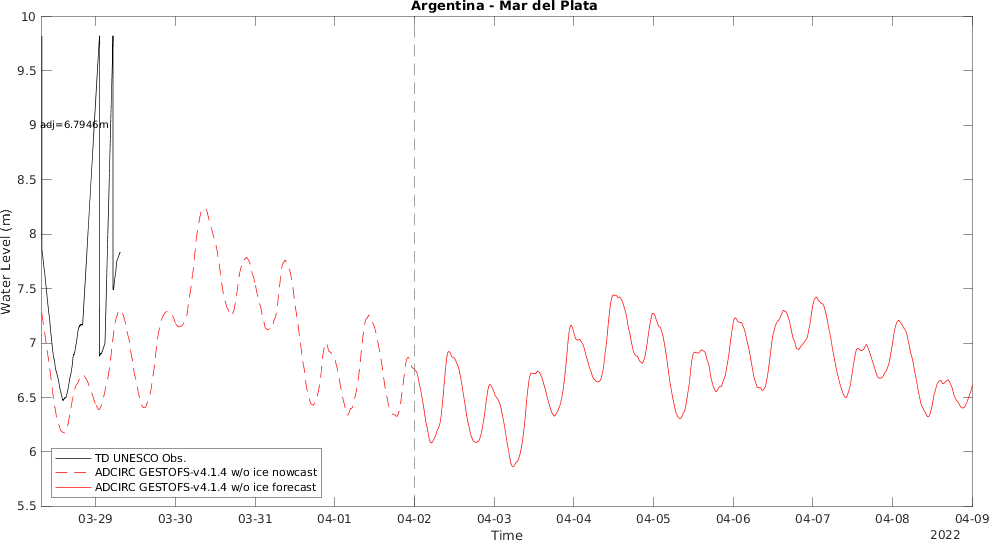 Argentina - Mar del Plata
10
9.5
9
adj=6.7946m
8.5
8
7.5
7
6.5
6
5.5
Water Level (m)
TD UNESCO Obs.
ADCIRC GESTOFS-v4.1.4 w/o ice nowcast
ADCIRC GESTOFS-v4.1.4 w/o ice forecast
03-29 03-30 03-31 04-01 04-02 04-03 04-04 04-05 04-06 04-07 04-08 04-09
Time
2022